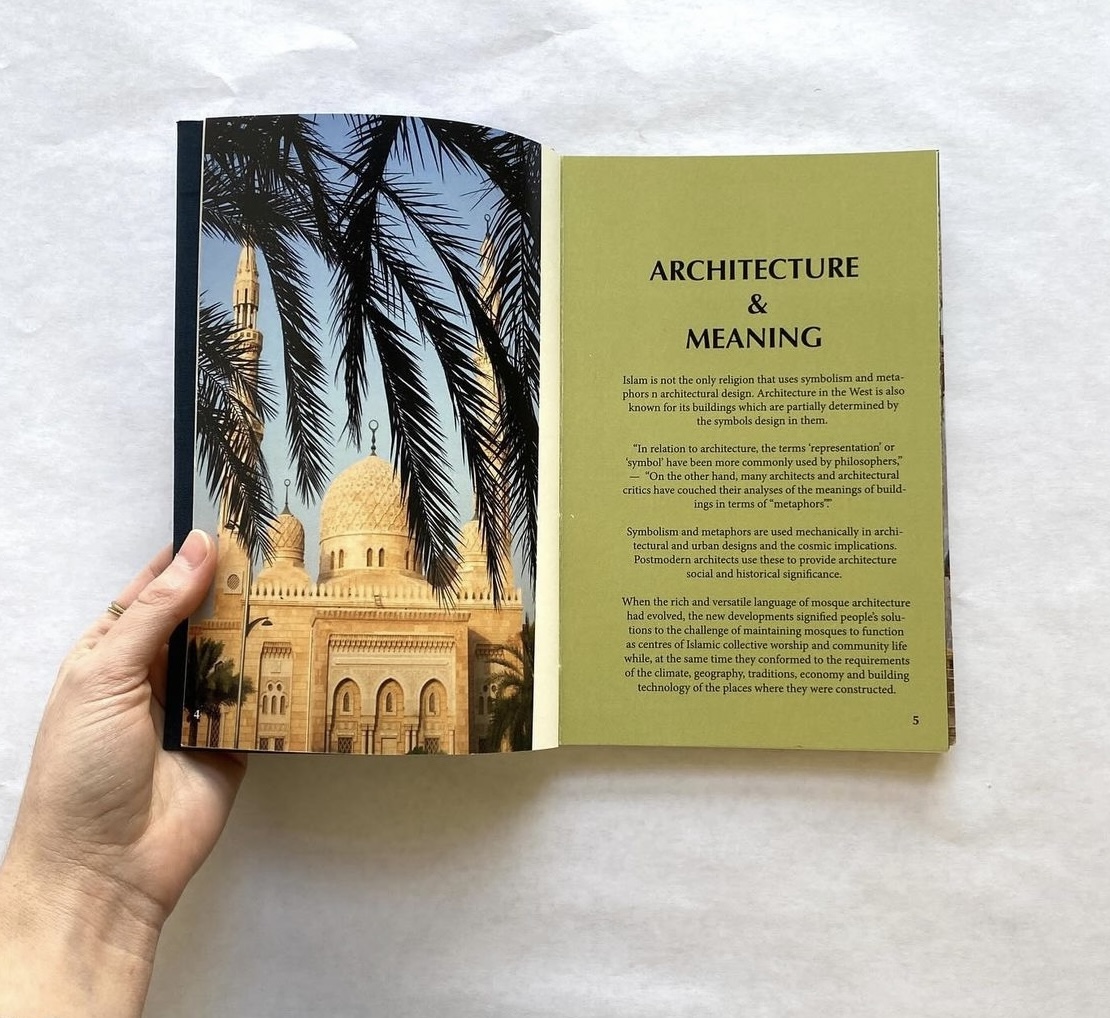 4
ARCHITECTURE
&
MEANING
Islam is not the only religion that uses symbolism and meta-
phors n architectural design. Architecture in the West is also
known for its buildings which are partially determined by
the symbols design in them.
“In relation to architecture, the terms ‘representation’ or
‘symbol’ have been more commonly used by philosophers,”
— “On the other hand, many architects and architectural
critics have couched their analyses of the meanings of build-
ings in terms of “metaphors”.”
Symbolism and metaphors are used mechanically in archi-
tectural and urban designs and the cosmic implications.
Postmodern architects use these to provide architecture
social and historical significance.
When the rich and versatile language of mosque architecture
had evolved, the new developments signified people’s solu-
tions to the challenge of maintaining mosques to function
as centres of Islamic collective worship and community life
while, at the same time they conformed to the requirements
of the climate, geography, traditions, economy and building
technology of the places where they were constructed.
5